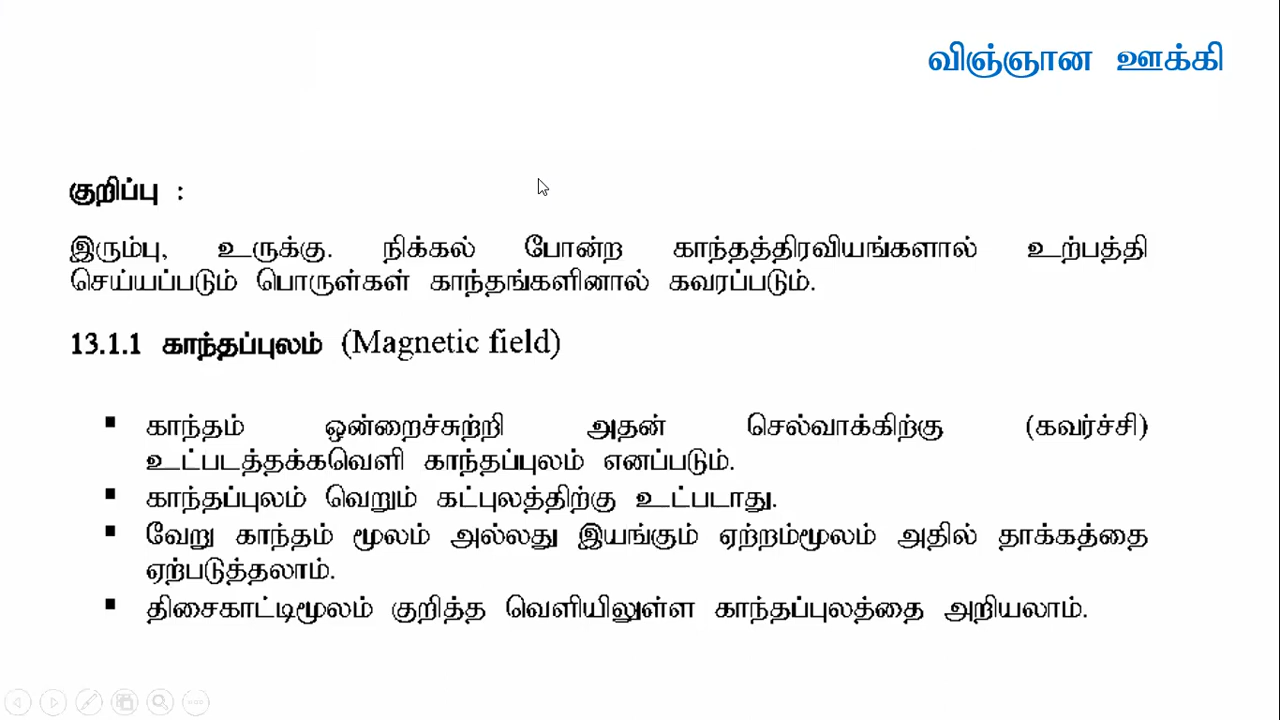 விஞ்ஞான ஊக்கி
குறிப்பு :
இரும்பு, உருக்கு. நிக்கல் போன்ற காந்தத்திரவியங்களால் உற்பத்தி
செய்யப்படும் பொருள்கள் காந்தங்களினால் கவரப்படும்.
13.1.1 காந்தப்புலம் (Magnetic field)
▪ காந்தம் ஒன்றைச்சுற்றி அதன் செல்வாக்கிற்கு (கவர்ச்சி)
உட்படத்தக்கவெளி காந்தப்புலம் எனப்படும்.
▪ காந்தப்புலம் வெறும் கட்புலத்திற்கு உட்படாது.
▪ வேறு காந்தம் மூலம் அல்லது இயங்கும் ஏற்றம்மூலம் அதில் தாக்கத்தை
ஏற்படுத்தலாம்.
▪ திசைகாட்டிமூலம் குறித்த வெளியிலுள்ள காந்தப்புலத்தை அறியலாம்.